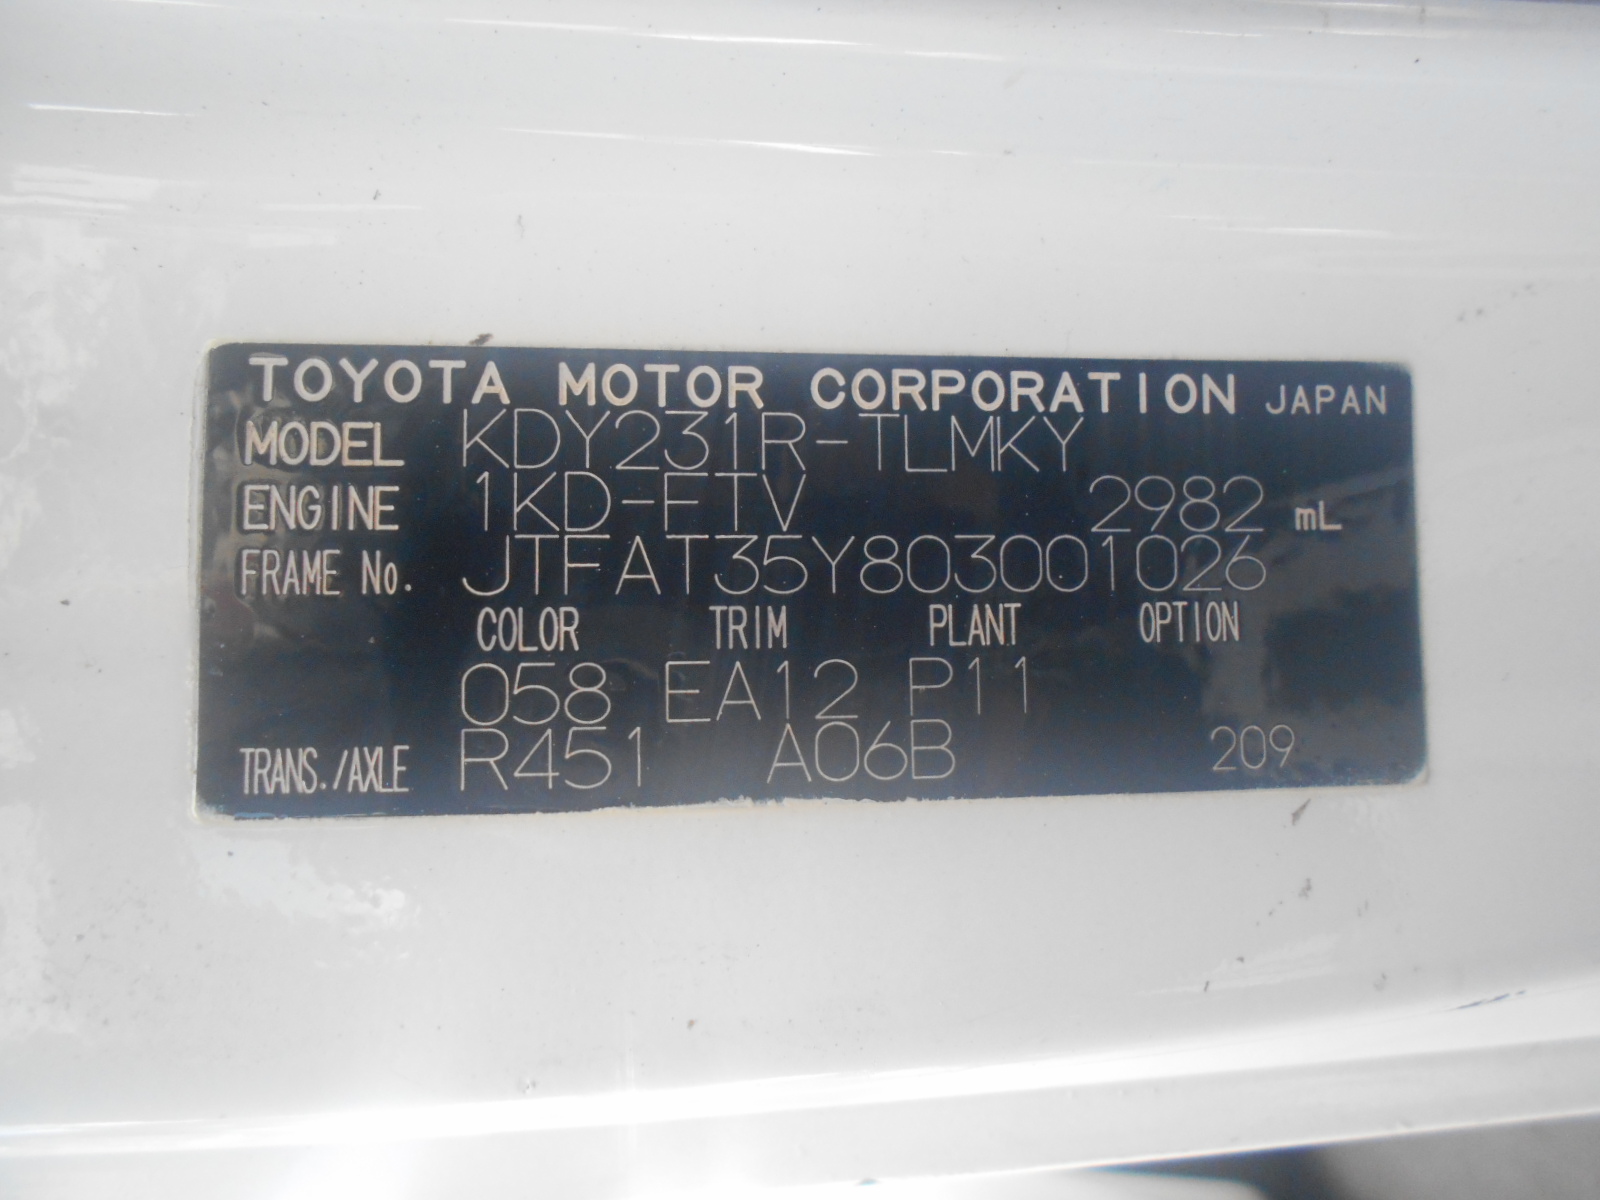 TOYOTA MOTOR CORPORATION JAPAN
MODEL KDY231R-TLMKY
ENGINE 1KD-FTV 2982 mL
FRAME No. JTFAT35Y803001026
COLOR TRIM PLANT OPTION
058 EA12 P11
TRANS./AXLE R451 A06B 209